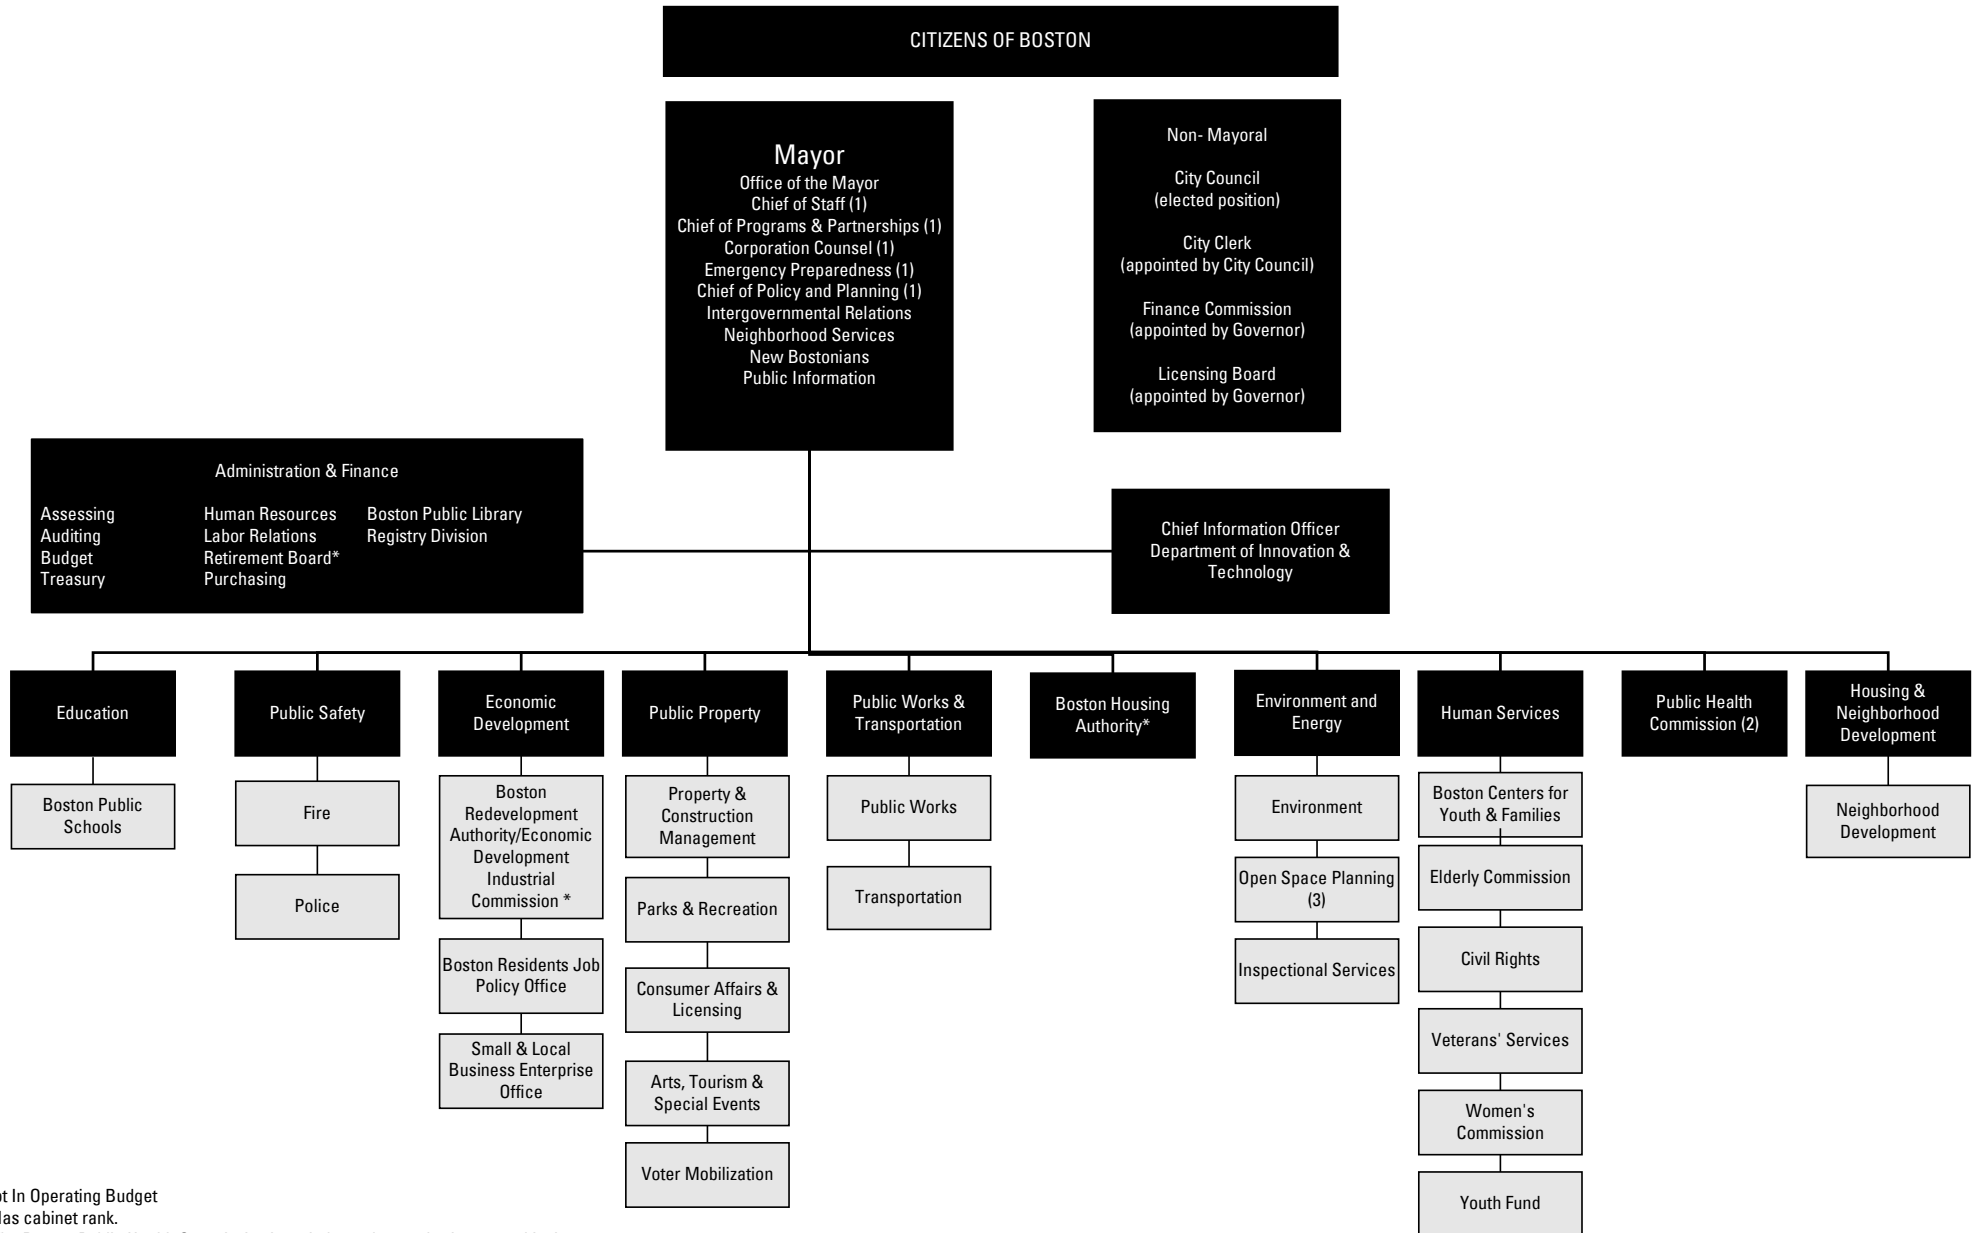 CITIZENS OF BOSTON
Mayor
Office of the Mayor
Chief of Staff (1)
Chief of Programs & Partnerships (1)
Corporation Counsel (1)
Emergency Preparedness (1)
Chief of Policy and Planning (1)
Intergovernmental Relations
Neighborhood Services
New Bostonians
Public Information
Non- Mayoral
City Council
(elected position)
City Clerk
(appointed by City Council)
Finance Commission
(appointed by Governor)
Licensing Board
(appointed by Governor)
Administration & Finance
Assessing
Auditing
Budget
Treasury
Human Resources
Labor Relations
Retirement Board*
Purchasing
Boston Public Library
Registry Division
Chief Information Officer
Department of Innovation &
Technology
Education
Boston Public
Schools
Public Safety
Fire
Police
Economic
Development
Boston
Redevelopment
Authority/Economic
Development
Industrial
Commission *
Boston Residents Job
Policy Office
Small & Local
Business Enterprise
Office
Public Property
Property &
Construction
Management
Parks & Recreation
Consumer Affairs &
Licensing
Arts, Tourism &
Special Events
Voter Mobilization
Public Works &
Transportation
Public Works
Transportation
Boston Housing
Authority*
Environment and
Energy
Environment
Open Space Planning
(3)
Inspectional Services
Human Services
Boston Centers for
Youth & Families
Elderly Commission
Civil Rights
Veterans' Services
Women's
Commission
Youth Fund
Public Health
Commission (2)
Housing &
Neighborhood
Development
Neighborhood
Development
In Operating Budget
cabinet rank.